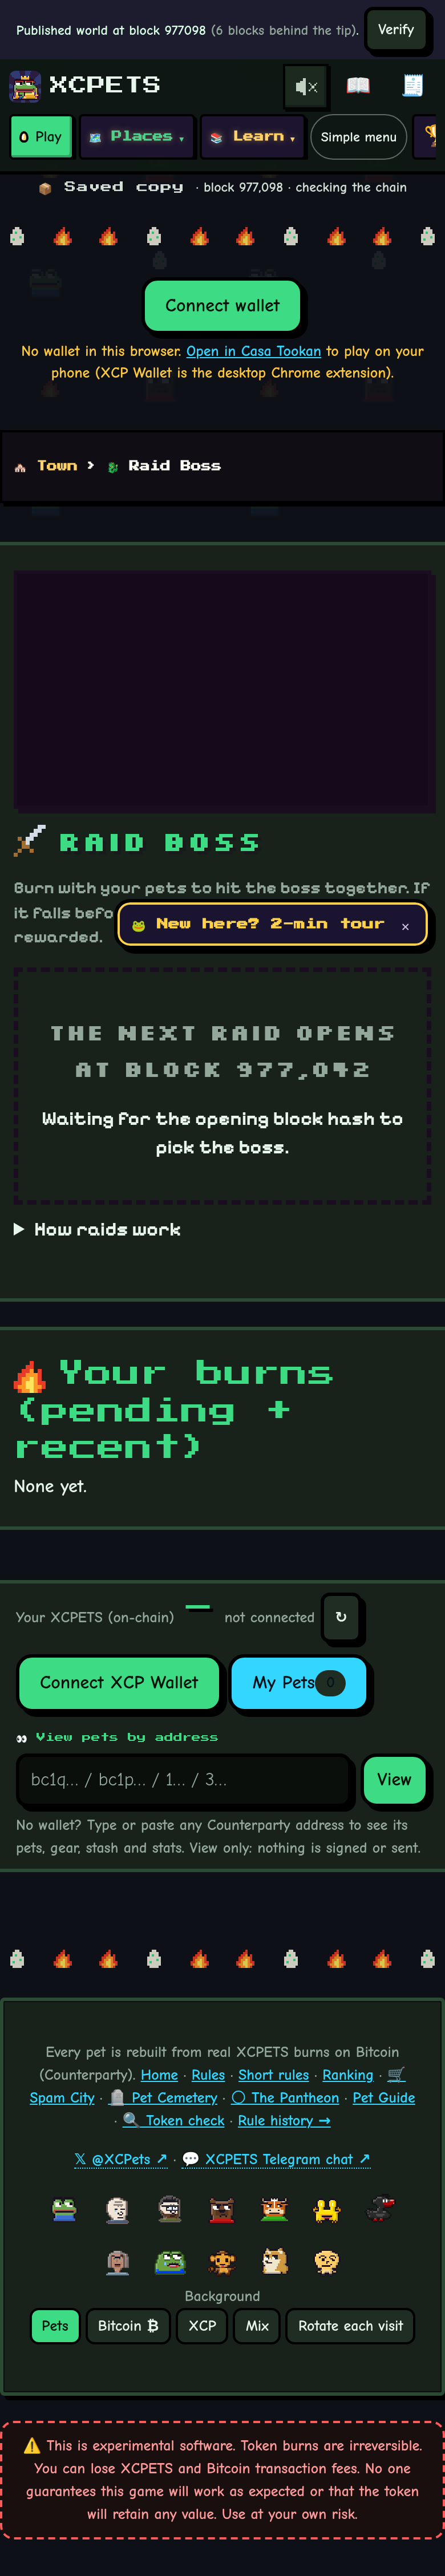 Published world at block 977098 (6 blocks behind the tip).
Verify
XCPETS
Play
Places ▾
Learn ▾
Simple menu
Saved copy · block 977,098 · checking the chain
Connect wallet
No wallet in this browser. Open in Casa Tookan to play on your
phone (XCP Wallet is the desktop Chrome extension).
Town › Raid Boss
RAID BOSS
Burn with your pets to hit the boss together. If
it falls befo
rewarded.
New here? 2-min tour ×
THE NEXT RAID OPENS
AT BLOCK 977,042
Waiting for the opening block hash to
pick the boss.
▶ How raids work
Your burns
(pending +
recent)
None yet.
Your XCPETS (on-chain) — not connected ↻
Connect XCP Wallet
My Pets 0
View pets by address
bc1q… / bc1p… / 1… / 3…
View
No wallet? Type or paste any Counterparty address to see its
pets, gear, stash and stats. View only: nothing is signed or sent.
Every pet is rebuilt from real XCPETS burns on Bitcoin
(Counterparty). Home · Rules · Short rules · Ranking ·
Spam City · Pet Cemetery · The Pantheon · Pet Guide
· Token check · Rule history →
𝕏 @XCPets ↗ · XCPETS Telegram chat ↗
Background
Pets
Bitcoin ₿
XCP
Mix
Rotate each visit
⚠️ This is experimental software. Token burns are irreversible.
You can lose XCPETS and Bitcoin transaction fees. No one
guarantees this game will work as expected or that the token
will retain any value. Use at your own risk.